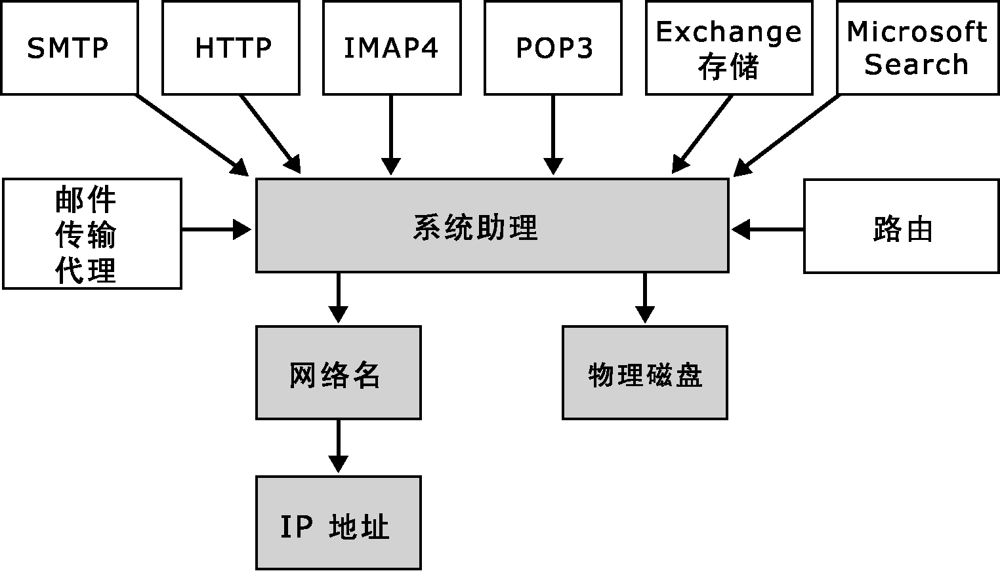 SMTP
HTTP
IMAP4
POP3
Exchange
存储
Microsoft
Search
邮件
传输
代理
系统助理
路由
网络名
物理磁盘
IP 地址